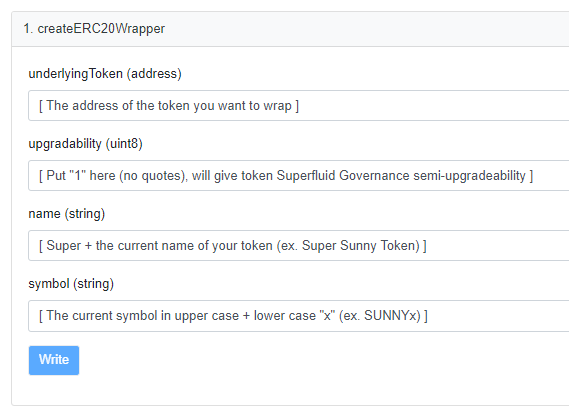 1. createERC20Wrapper
underlyingToken (address)
[ The address of the token you want to wrap ]
upgradability (uint8)
[ Put "1" here (no quotes), will give token Superfluid Governance semi-upgradeability ]
name (string)
[ Super + the current name of your token (ex. Super Sunny Token) ]
symbol (string)
[ The current symbol in upper case + lower case "x" (ex. SUNNYx) ]
Write